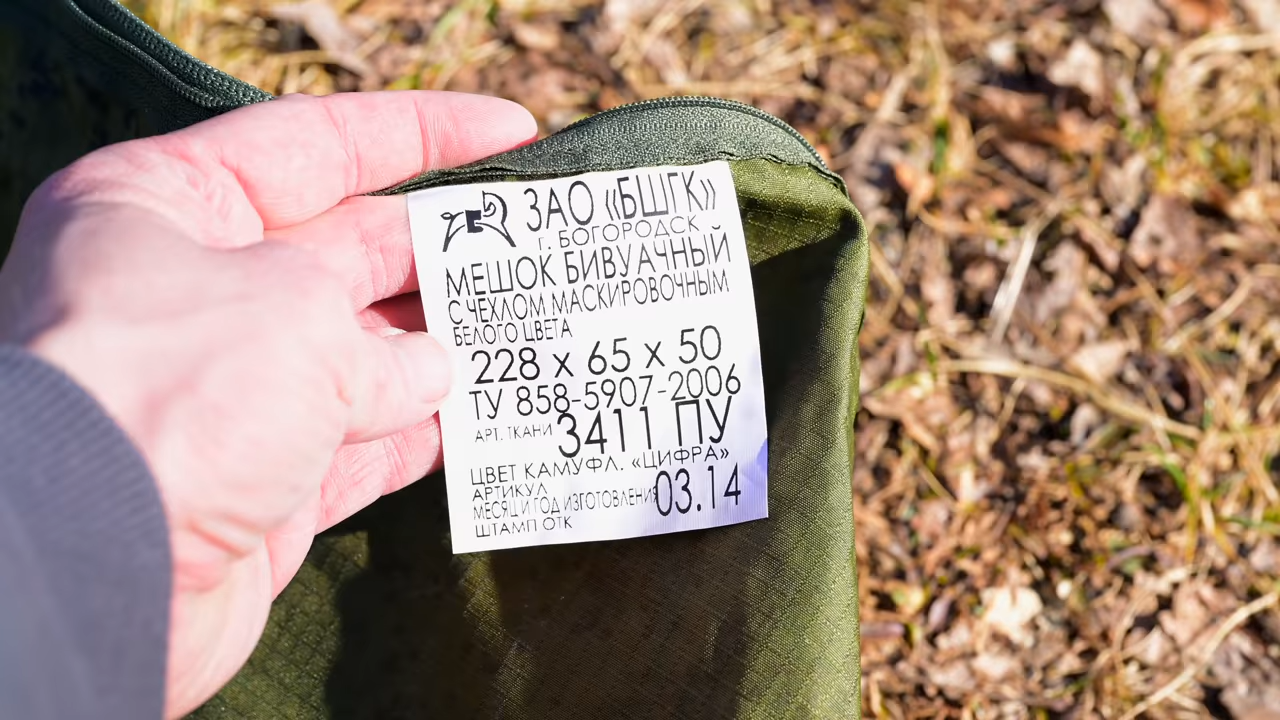 ЗАО «БШГК»
г. БОГОРОДСК
МЕШОК БИВУАЧНЫЙ
С ЧЕХЛОМ МАСКИРОВОЧНЫМ
БЕЛОГО ЦВЕТА
228 х 65 х 50
ТУ 858-5907-2006
АРТ. ТКАНИ 3411 ПУ
ЦВЕТ КАМУФЛ. «ЦИФРА»
АРТИКУЛ
МЕСЯЦ И ГОД ИЗГОТОВЛЕНИЯ 03.14
ШТАМП ОТК